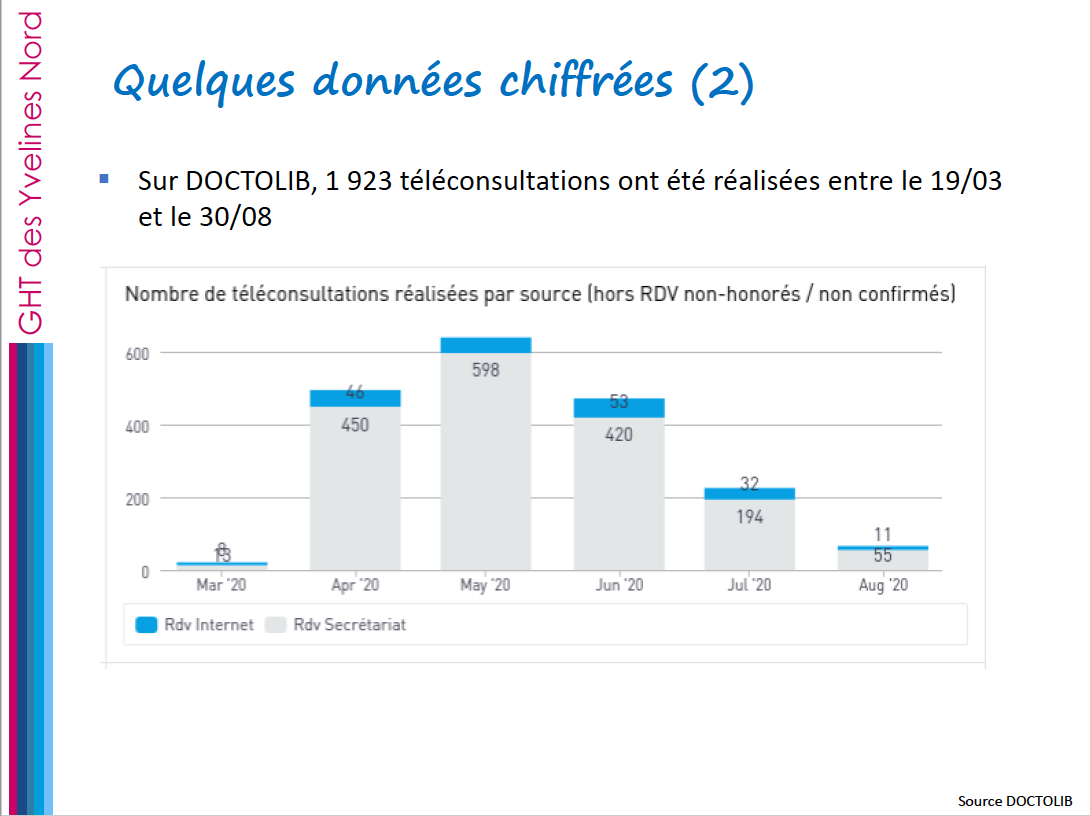 GHT des Yvelines Nord
Quelques données chiffrées (2)
Sur DOCTOLIB, 1 923 téléconsultations ont été réalisées entre le 19/03
et le 30/08
Nombre de téléconsultations réalisées par source (hors RDV non-honorés / non confirmés)
600
400
200
0
46
450
598
53
420
32
194
11
55
8
13
Mar '20
Apr '20
May '20
Jun '20
Jul '20
Aug '20
Rdv Internet
Rdv Secrétariat
Source DOCTOLIB